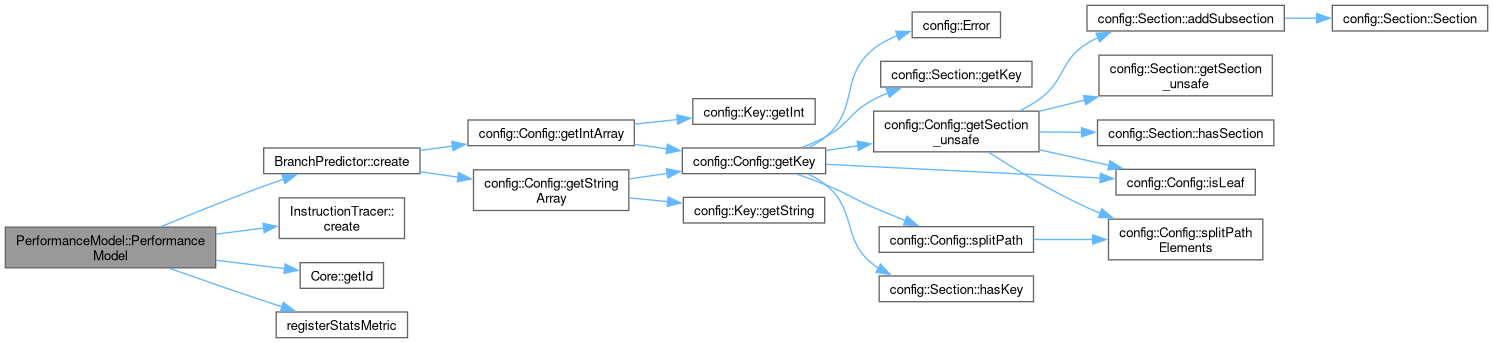 PerformanceModel::Performance
Model
BranchPredictor::create
config::Config::getIntArray
config::Key::getInt
config::Config::getKey
config::Error
config::Section::getKey
config::Config::getSection
_unsafe
config::Section::addSubsection
config::Section::Section
config::Section::getSection
_unsafe
config::Section::hasSection
config::Config::isLeaf
config::Config::splitPath
Elements
config::Config::splitPath
config::Section::hasKey
config::Config::getString
Array
config::Key::getString
InstructionTracer::
create
Core::getId
registerStatsMetric